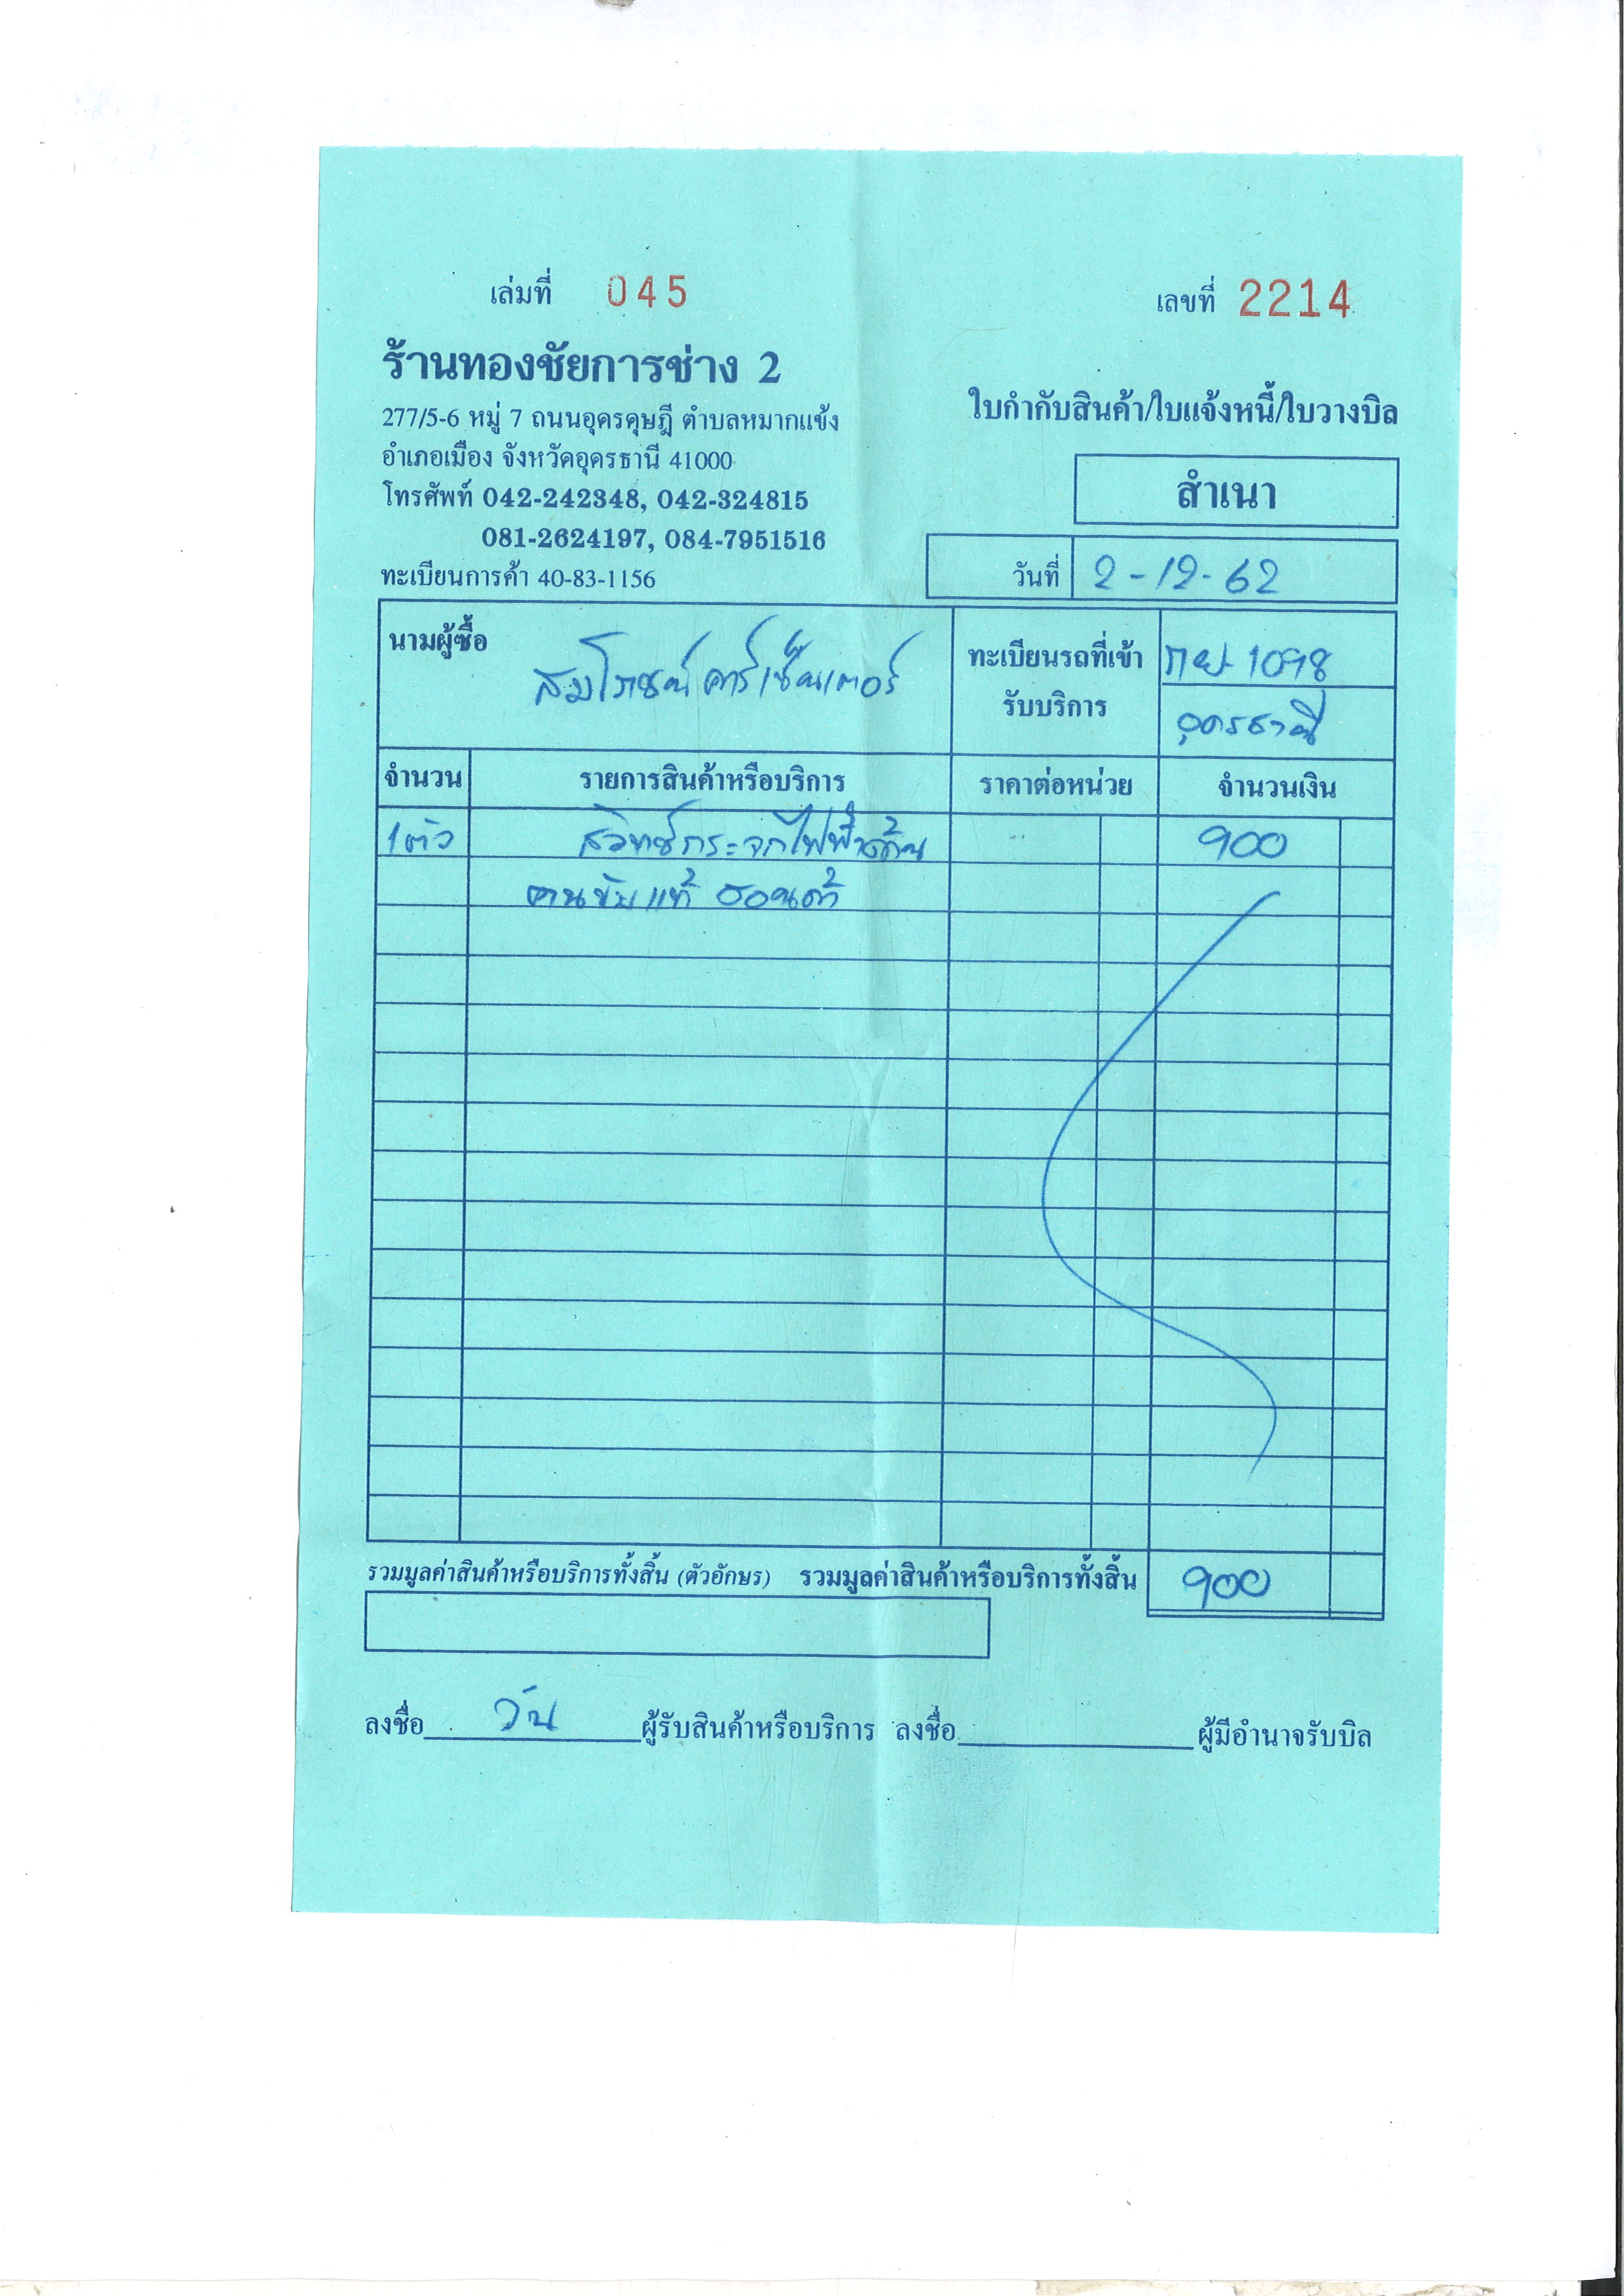 เล่มที่ 045
เลขที่ 2214
ร้านทองชัยการช่าง 2
277/5-6 หมู่ 7 ถนนอุดรดุษฎี ตำบลหมากแข้ง
อำเภอเมือง จังหวัดอุดรธานี 41000
โทรศัพท์ 042-242348, 042-324815
081-2624197, 084-7951516
ทะเบียนการค้า 40-83-1156
ใบกำกับสินค้า/ใบแจ้งหนี้/ใบวางบิล
สำเนา
วันที่ 2-12-62
นามผู้ซื้อ สมโภชน์คาร์เซ็นเตอร์
ทะเบียนรถที่เข้า 1098
รับบริการ อุดรธานี
จำนวน รายการสินค้าหรือบริการ ราคาต่อหน่วย จำนวนเงิน
1 ตัว สวิทช์กระจกไฟฟ้าด้าน 900
คนขับแท้ ฮอนด้า
รวมมูลค่าสินค้าหรือบริการทั้งสิ้น (ตัวอักษร) รวมมูลค่าสินค้าหรือบริการทั้งสิ้น 900
ลงชื่อ วัน ผู้รับสินค้าหรือบริการ ลงชื่อ ผู้มีอำนาจรับบิล